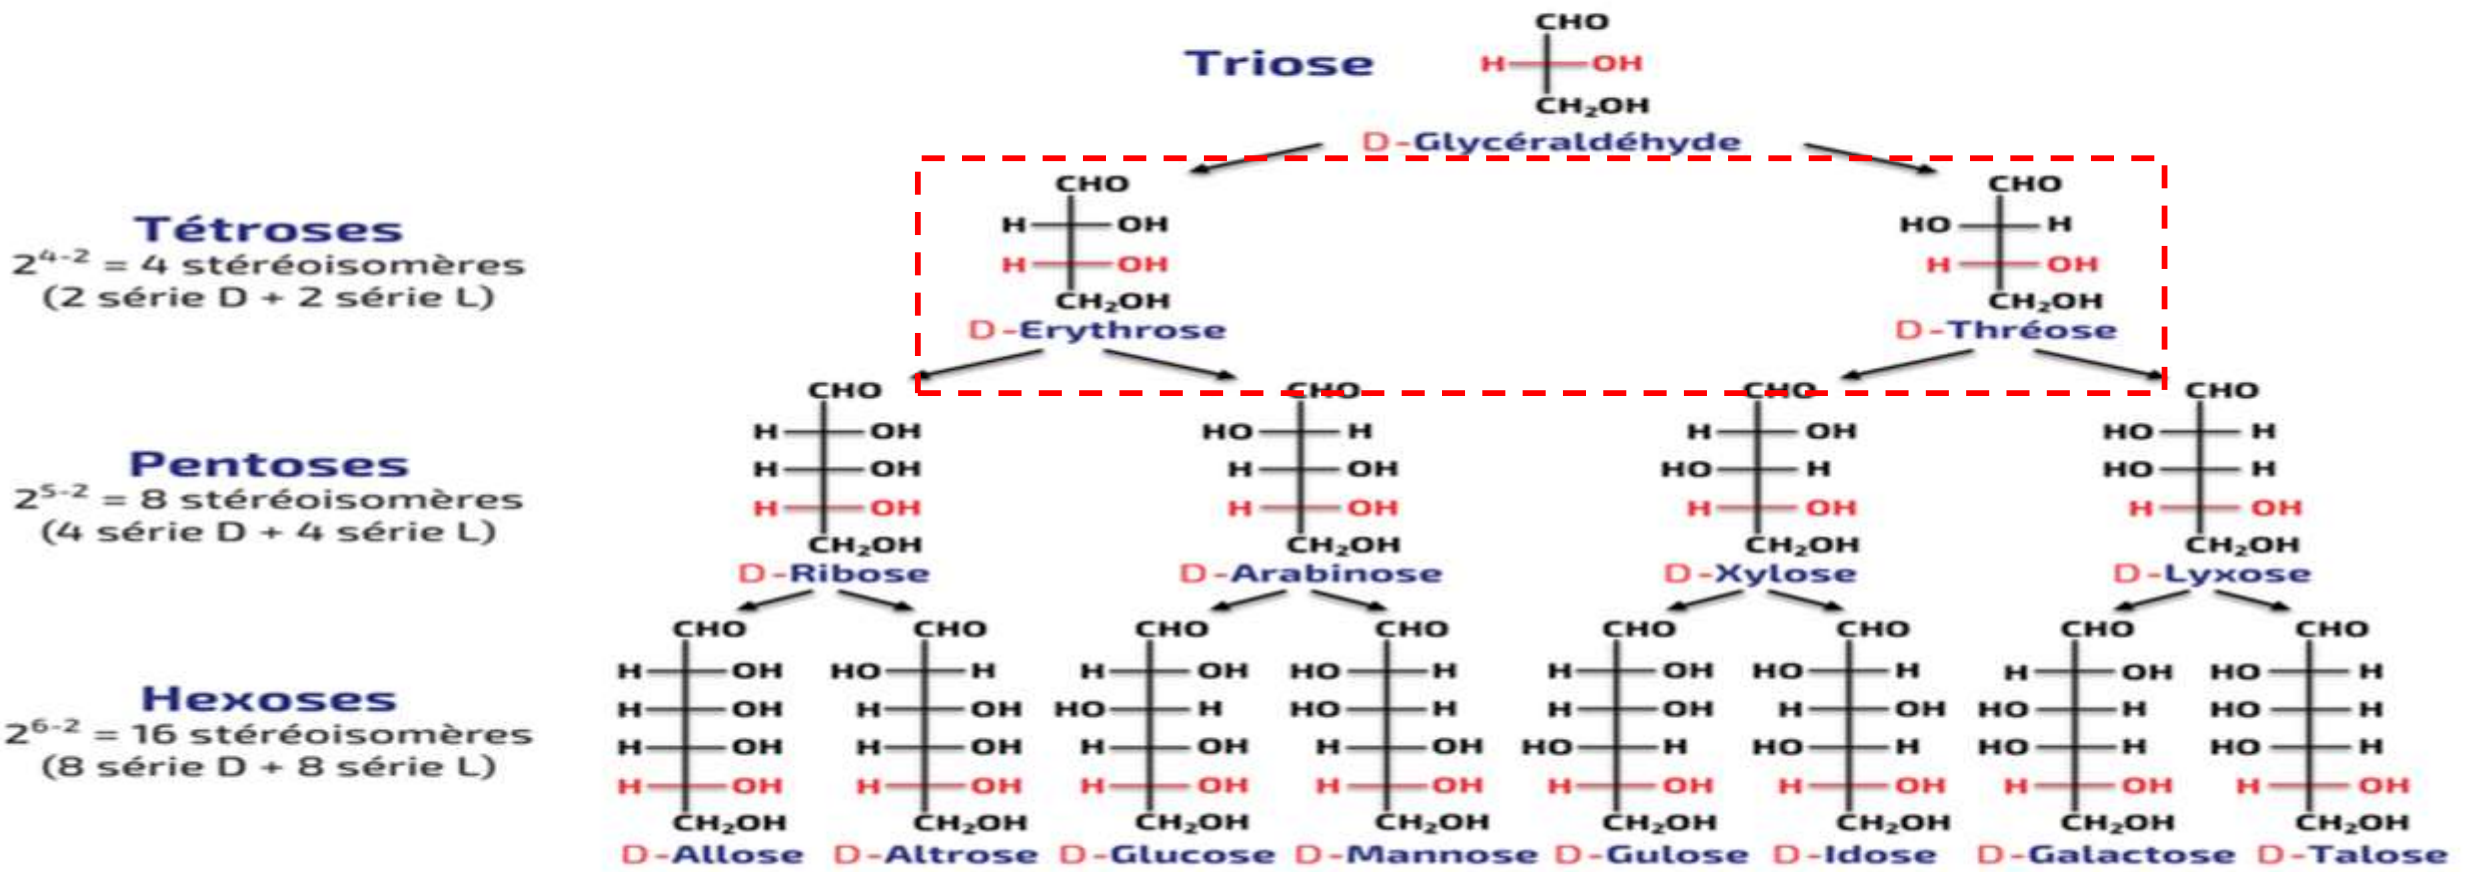 CHO
Triose
H OH
CH₂OH
D-Glycéraldéhyde
CHO CHO
Tétroses
H OH HO H
2⁴⁻² = 4 stéréoisomères
H OH H OH
(2 série D + 2 série L)
CH₂OH CH₂OH
D-Erythrose D-Thréose
CHO CHO CHO CHO
H OH HO H H OH HO H
Pentoses
H OH H OH HO H HO H
2⁵⁻² = 8 stéréoisomères
H OH H OH H OH H OH
(4 série D + 4 série L)
CH₂OH CH₂OH CH₂OH CH₂OH
D-Ribose D-Arabinose D-Xylose D-Lyxose
CHO CHO CHO CHO CHO CHO CHO CHO
H OH HO H H OH HO H H OH HO H H OH HO H
Hexoses
H OH H OH HO H HO H H OH H OH HO H HO H
2⁶⁻² = 16 stéréoisomères
H OH H OH H OH H OH HO H HO H HO H HO H
(8 série D + 8 série L)
H OH H OH H OH H OH H OH H OH H OH H OH
CH₂OH CH₂OH CH₂OH CH₂OH CH₂OH CH₂OH CH₂OH CH₂OH
D-Allose D-Altrose D-Glucose D-Mannose D-Gulose D-Idose D-Galactose D-Talose